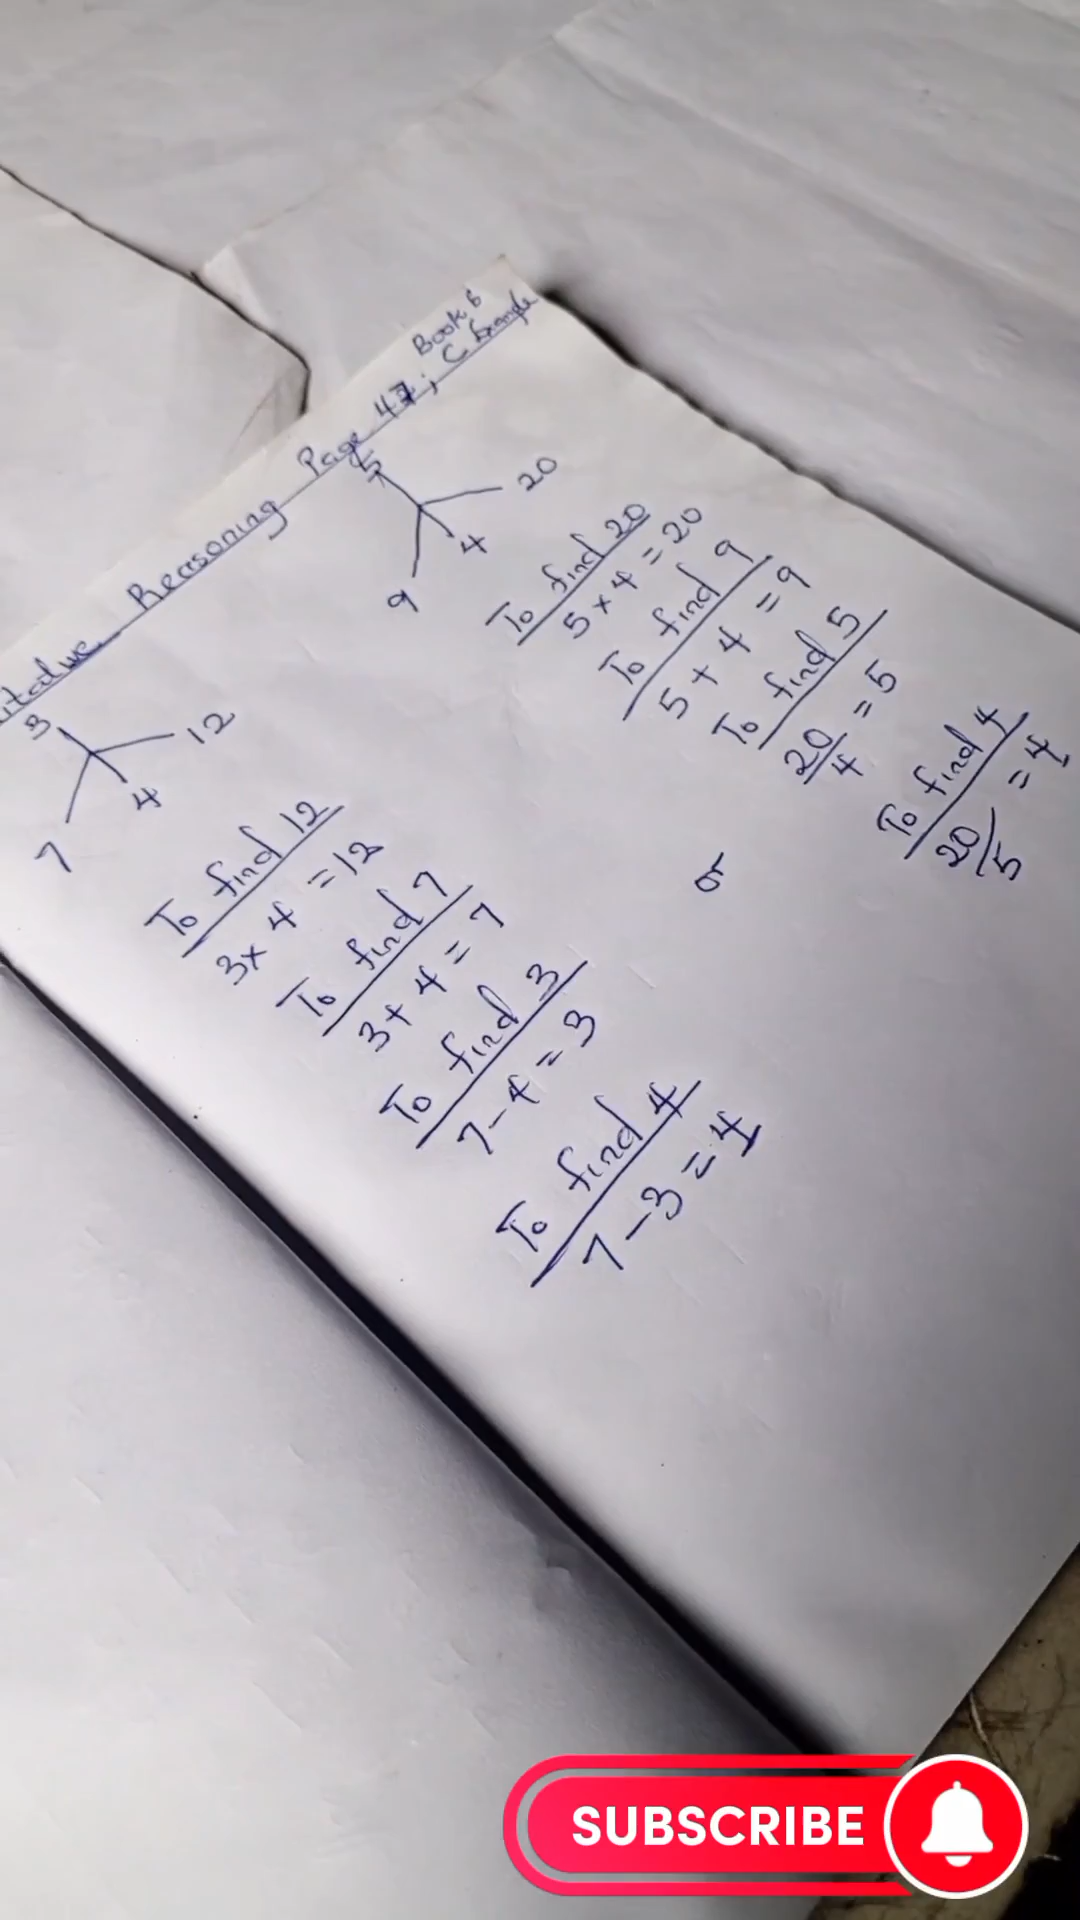 Reasoning Page 47; C Example
Book 6
3
12
4
7
To find 12
3 x 4 = 12
To find 7
3 + 4 = 7
To find 3
7 - 4 = 3
To find 4
7 - 3 = 4
or
5
20
4
9
To find 20
5 x 4 = 20
To find 9
5 + 4 = 9
To find 5
20/4 = 5
To find 4
20/5 = 4
SUBSCRIBE